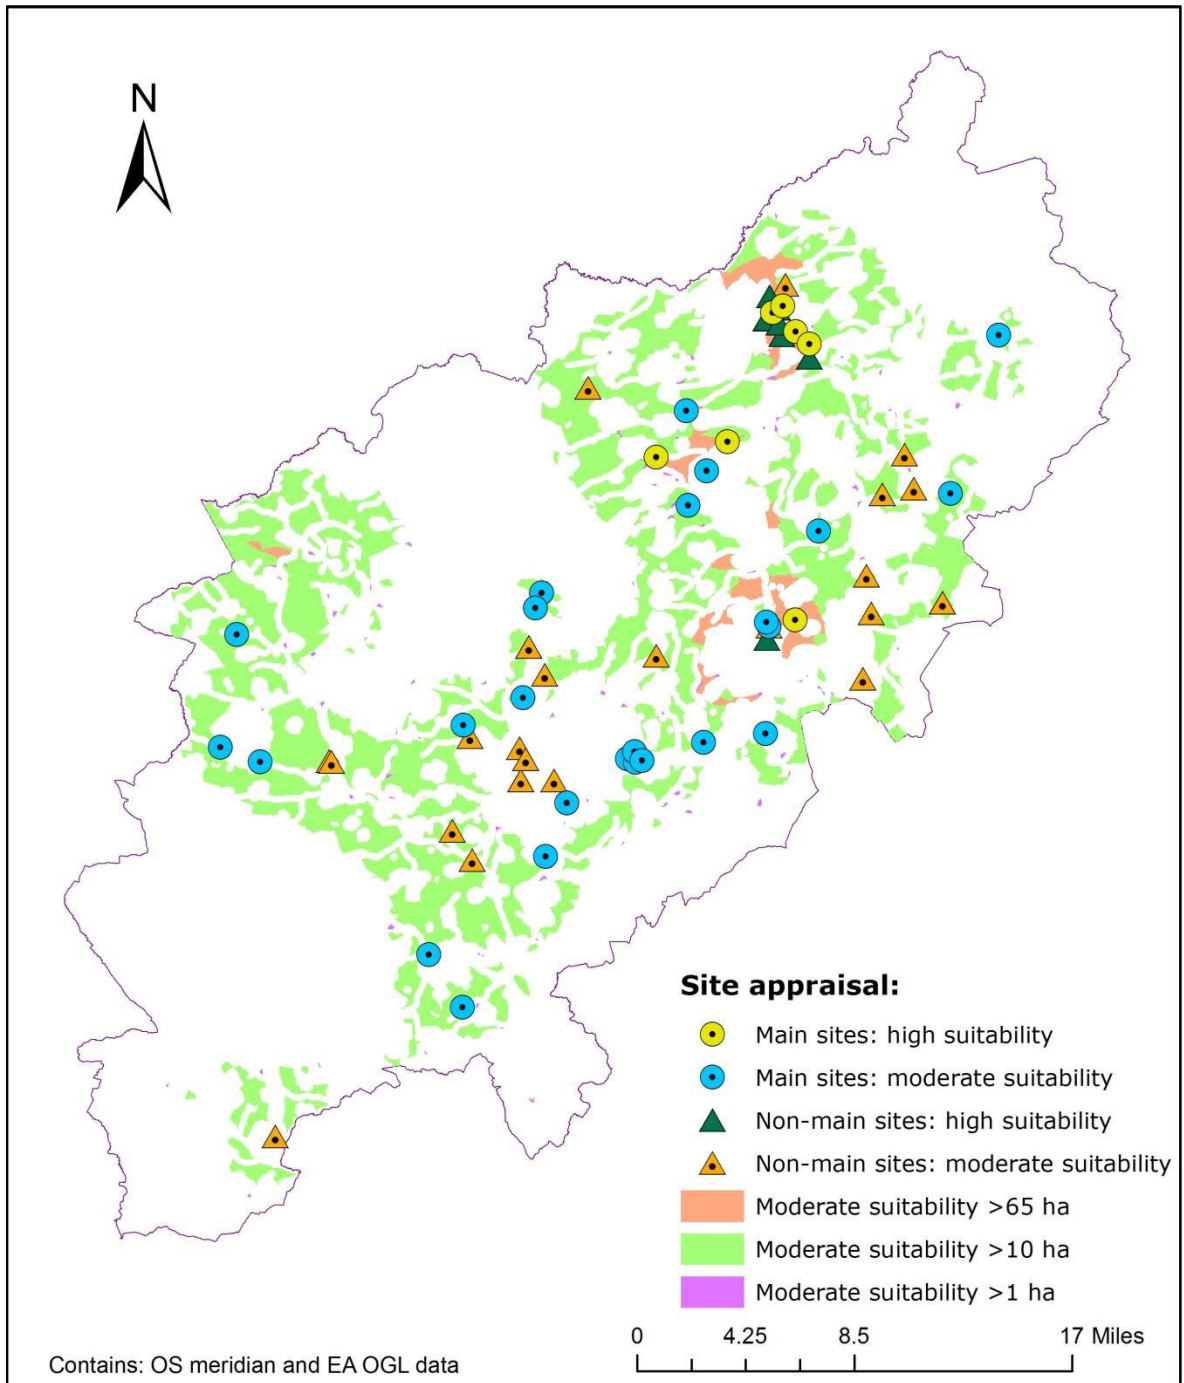 N
Site appraisal:
Main sites: high suitability
Main sites: moderate suitability
Non-main sites: high suitability
Non-main sites: moderate suitability
Moderate suitability >65 ha
Moderate suitability >10 ha
Moderate suitability >1 ha
0 4.25 8.5 17 Miles
Contains: OS meridian and EA OGL data